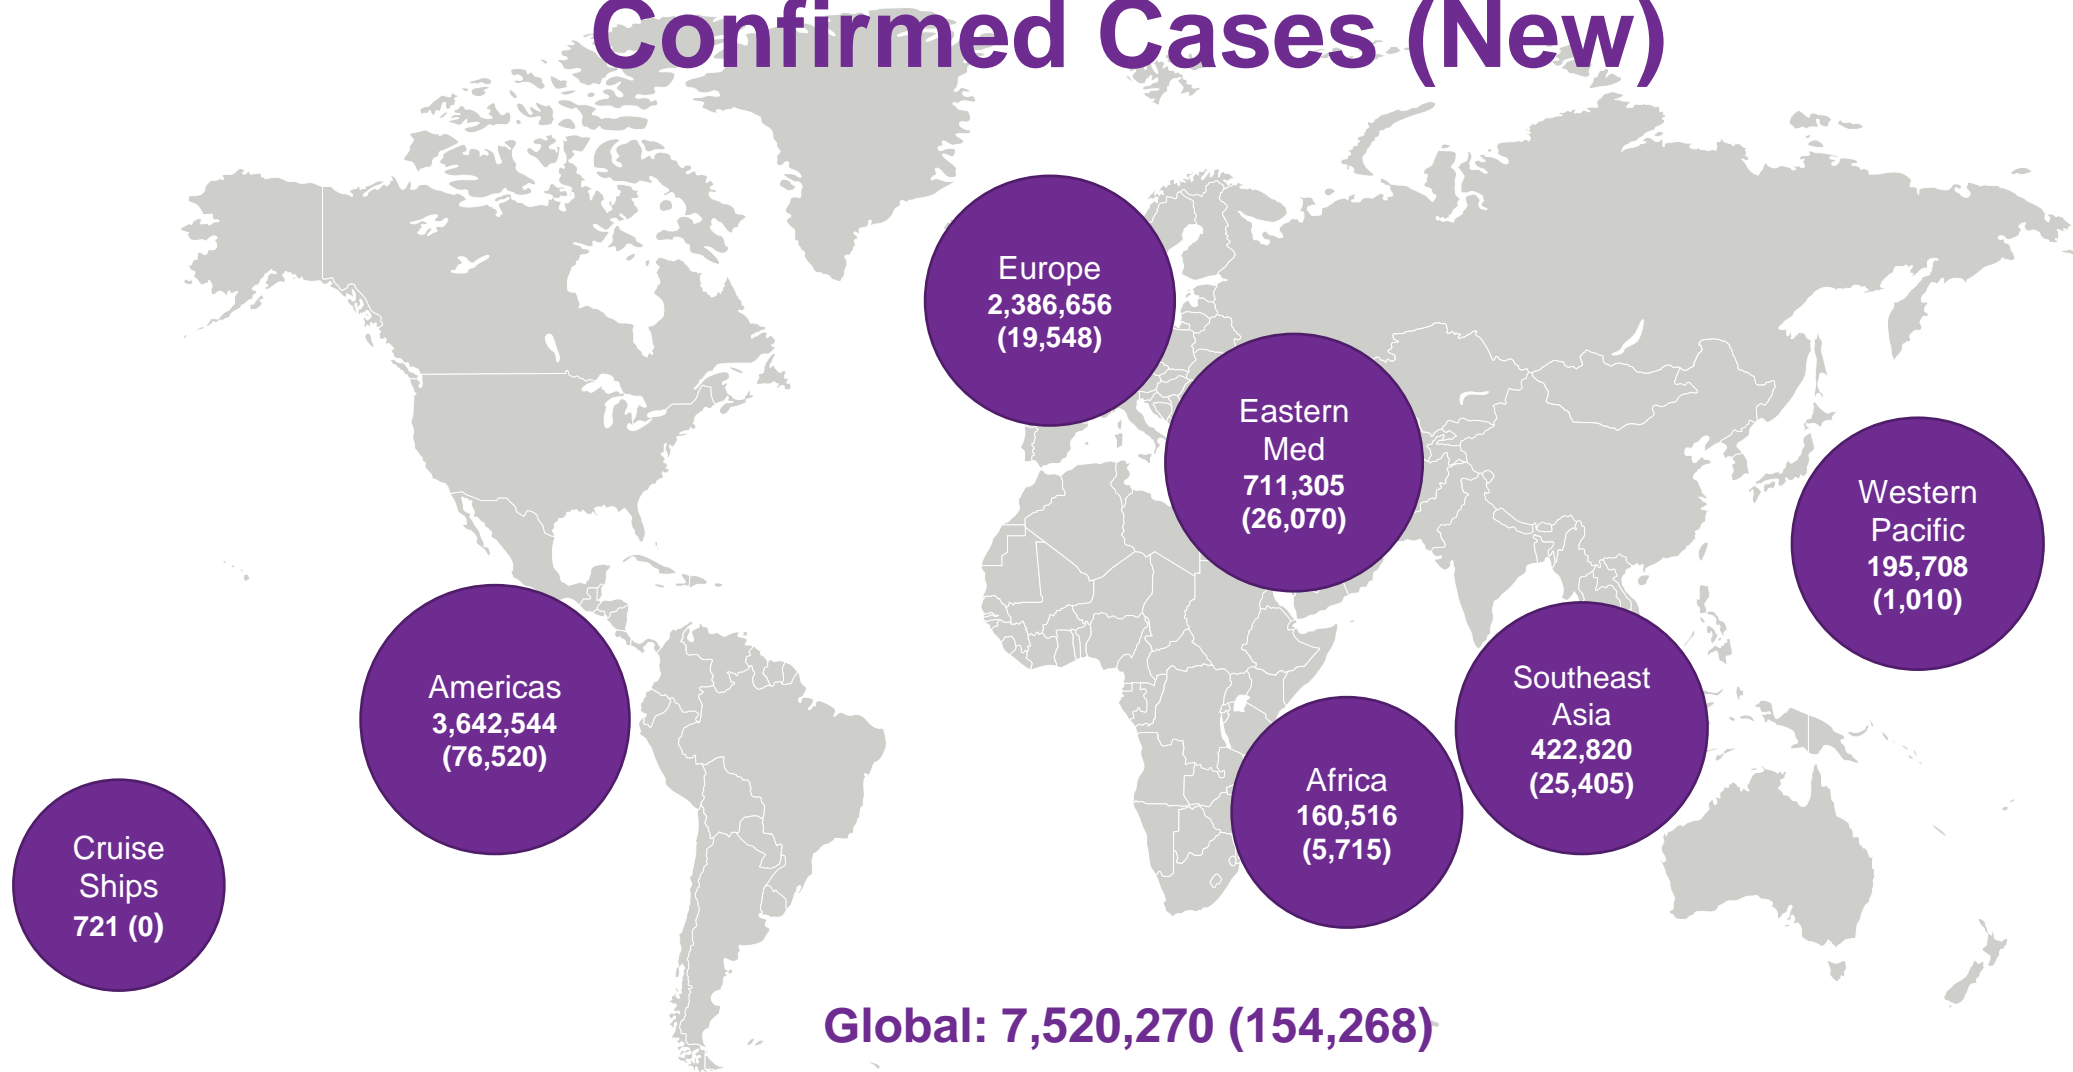 Confirmed Cases (New)
Europe
2,386,656
(19,548)
Eastern
Med
711,305
(26,070)
Western
Pacific
195,708
(1,010)
Americas
3,642,544
(76,520)
Southeast
Asia
422,820
(25,405)
Africa
160,516
(5,715)
Cruise
Ships
721 (0)
Global: 7,520,270 (154,268)